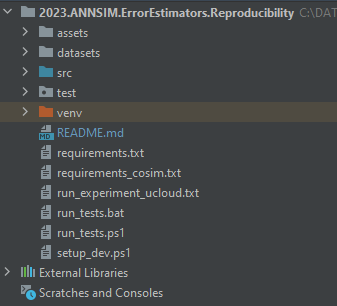 2023.ANNSIM.ErrorEstimators.Reproducibility C:\DAT
assets
datasets
src
test
venv
README.md
requirements.txt
requirements_cosim.txt
run_experiment_ucloud.txt
run_tests.bat
run_tests.ps1
setup_dev.ps1
External Libraries
Scratches and Consoles